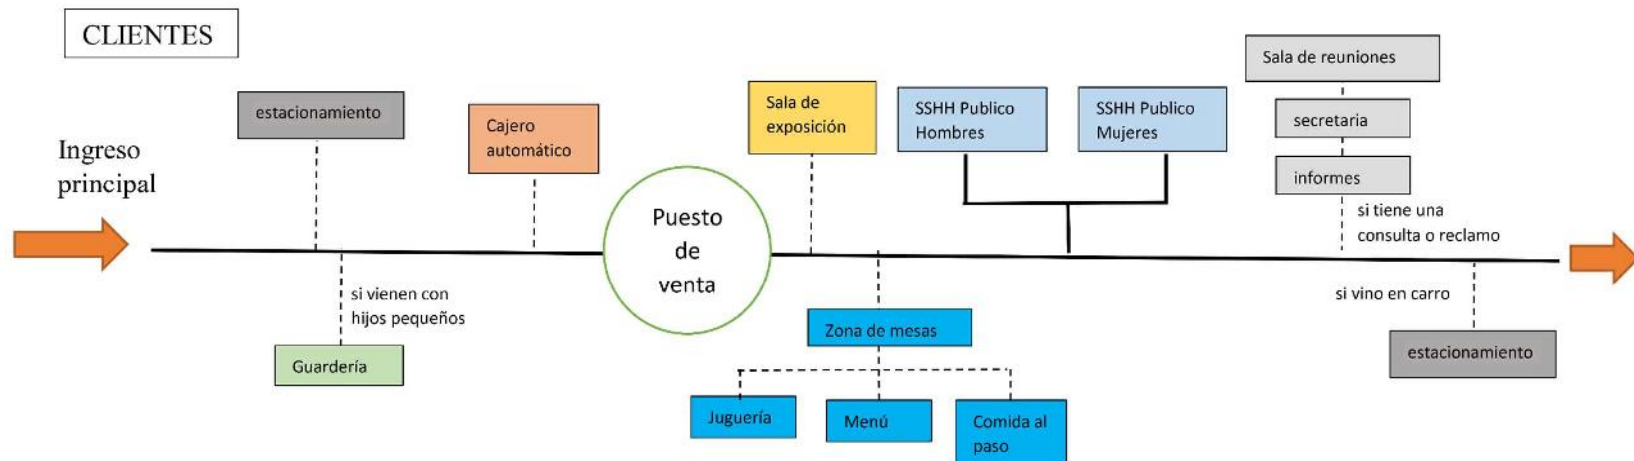 CLIENTES
Ingreso
principal
estacionamiento
Cajero
automático
si vienen con
hijos pequeños
Guardería
Puesto
de
venta
Sala de
exposición
SSHH Publico
Hombres
SSHH Publico
Mujeres
Zona de mesas
Juguería
Menú
Comida al
paso
Sala de reuniones
secretaria
informes
si tiene una
consulta o reclamo
si vino en carro
estacionamiento